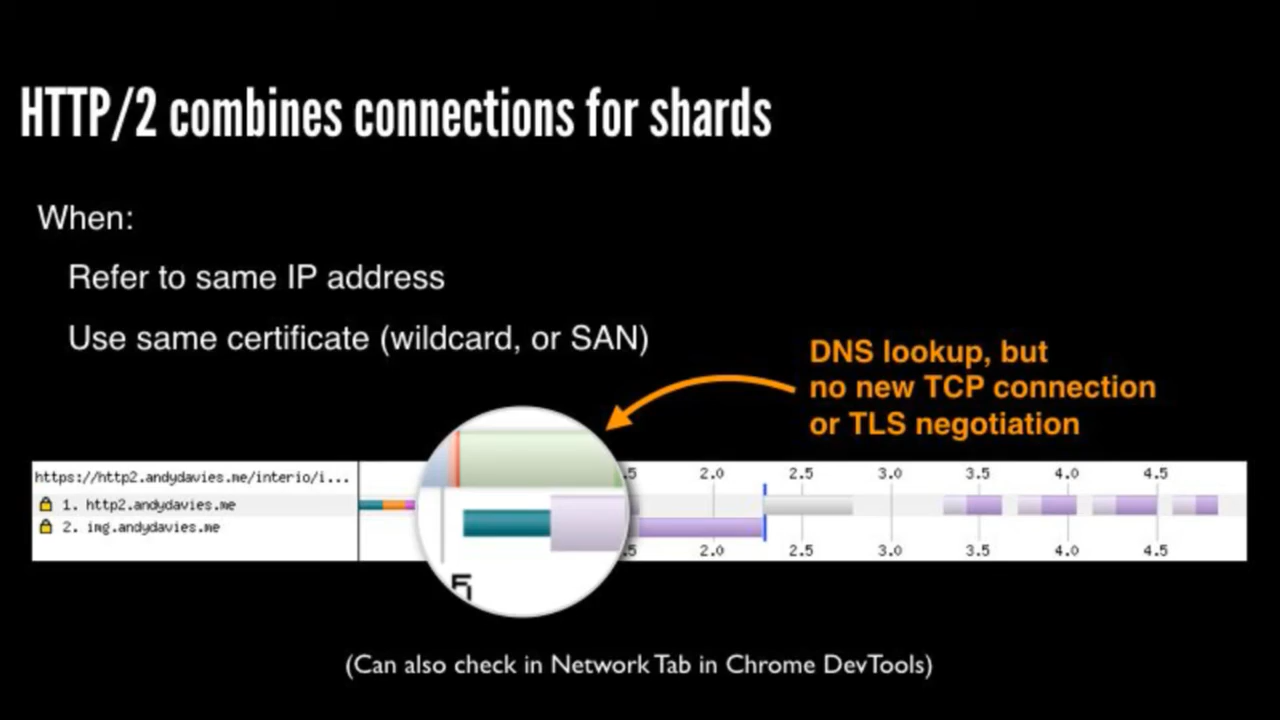 HTTP/2 combines connections for shards
When:
Refer to same IP address
Use same certificate (wildcard, or SAN)
DNS lookup, but
no new TCP connection
or TLS negotiation
https://http2.andydavies.me/interio/i...
.5 2.0 2.5 3.0 3.5 4.0 4.5
1. http2.andydavies.me
2. img.andydavies.me
.5 2.0 2.5 3.0 3.5 4.0 4.5
(Can also check in Network Tab in Chrome DevTools)